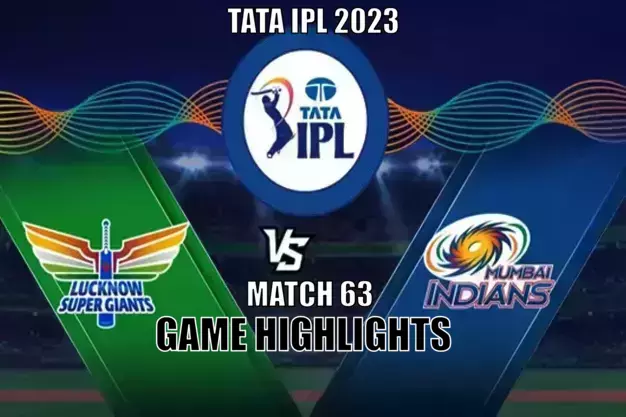 TATA IPL 2023
TATA
IPL
VS
LUCKNOW
SUPER GIANTS
MUMBAI
INDIANS
MATCH 63
GAME HIGHLIGHTS